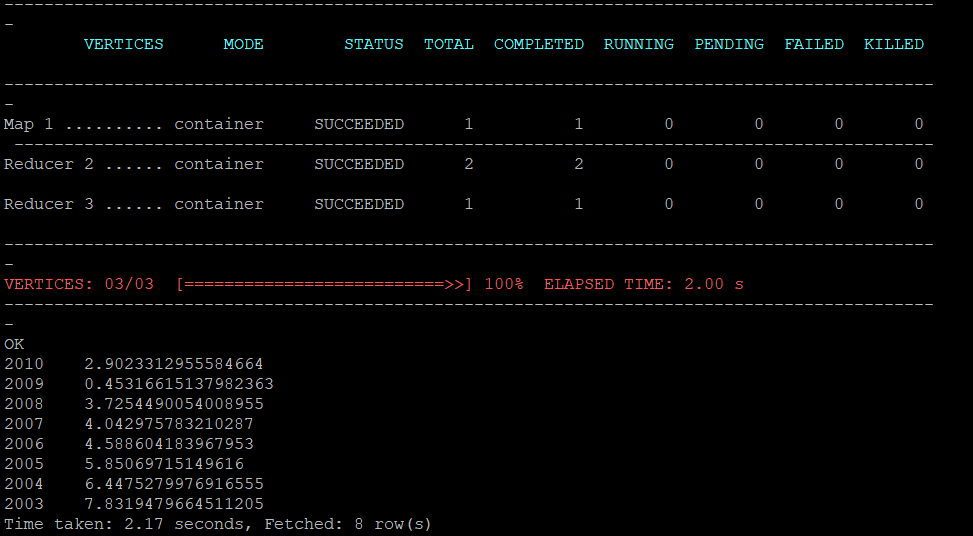 ---------------------------------------------------------------------------------------------
-
        VERTICES      MODE        STATUS  TOTAL  COMPLETED  RUNNING  PENDING  FAILED  KILLED
---------------------------------------------------------------------------------------------
-
Map 1 .......... container     SUCCEEDED      1          1        0        0       0       0
 --------------------------------------------------------------------------------------------
Reducer 2 ...... container     SUCCEEDED      2          2        0        0       0       0
Reducer 3 ...... container     SUCCEEDED      1          1        0        0       0       0
---------------------------------------------------------------------------------------------
-
VERTICES: 03/03  [==========================>>] 100%  ELAPSED TIME: 2.00 s
---------------------------------------------------------------------------------------------
-
OK
2010    2.9023312955584664
2009    0.45316615137982363
2008    3.7254490054008955
2007    4.042975783210287
2006    4.588604183967953
2005    5.85069715149616
2004    6.4475279976916555
2003    7.8319479664511205
Time taken: 2.17 seconds, Fetched: 8 row(s)